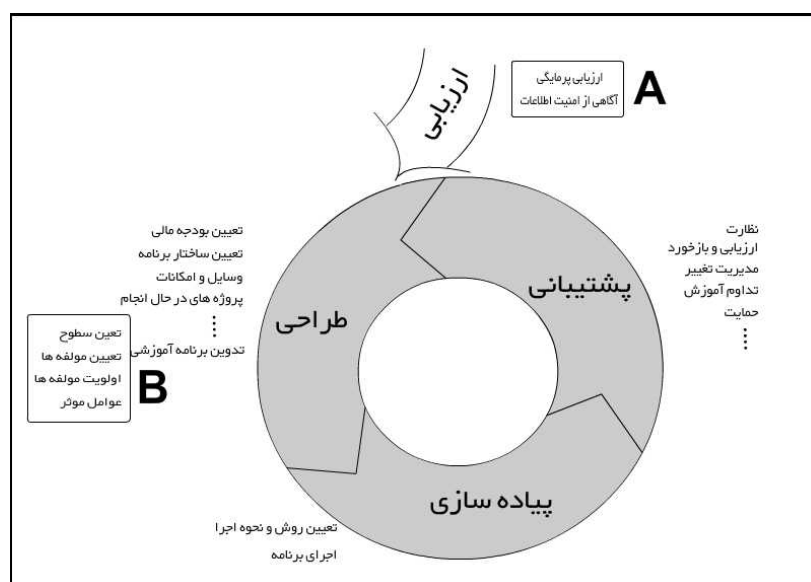 ارزیابی پرمایگی
آگاهی از امنیت اطلاعات
A
ارزیابی
نظارت
ارزیابی و بازخورد
مدیریت تغییر
تداوم آموزش
حمایت
پشتیبانی
تعیین بودجه مالی
تعیین ساختار برنامه
وسایل و امکانات
پروژه های در حال انجام
تدوین برنامه آموزشی
طراحی
B
تعین سطوح
تعیین مولفه ها
اولویت مولفه ها
عوامل موثر
پیاده سازی
تعیین روش و نحوه اجرا
اجرای برنامه